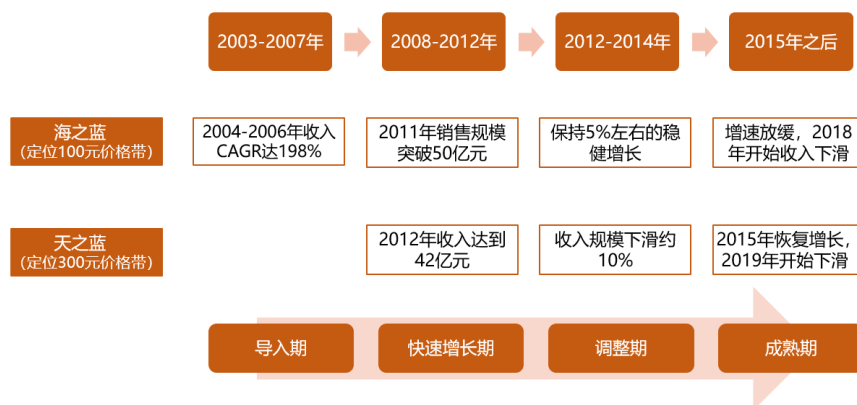 2003-2007年
2008-2012年
2012-2014年
2015年之后
海之蓝
(定位100元价格带)
2004-2006年收入
CAGR达198%
2011年销售规模
突破50亿元
保持5%左右的稳
健增长
增速放缓，2018
年开始收入下滑
天之蓝
(定位300元价格带)
2012年收入达到
42亿元
收入规模下滑约
10%
2015年恢复增长，
2019年开始下滑
导入期
快速增长期
调整期
成熟期